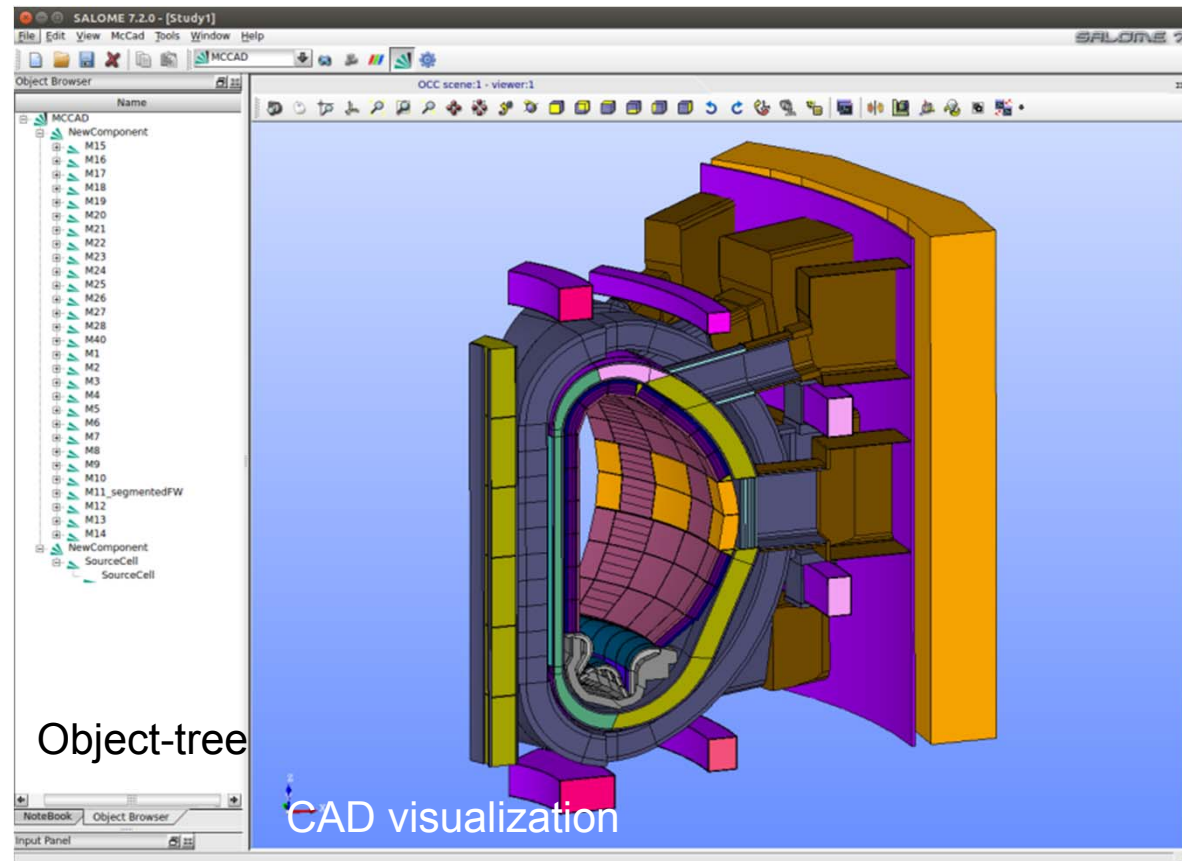 SALOME 7.2.0 - [Study1]
File Edit View McCad Tools Window Help
SALOME 7
MCCAD
Object Browser
OCC scene:1 - viewer:1
Name
MCCAD
NewComponent
M15
M16
M17
M18
M19
M20
M21
M22
M23
M24
M25
M26
M27
M28
M40
M1
M2
M3
M4
M5
M6
M7
M8
M9
M10
M11_segmentedFW
M12
M13
M14
NewComponent
SourceCell
SourceCell
Object-tree
CAD visualization
NoteBook Object Browser
Input Panel